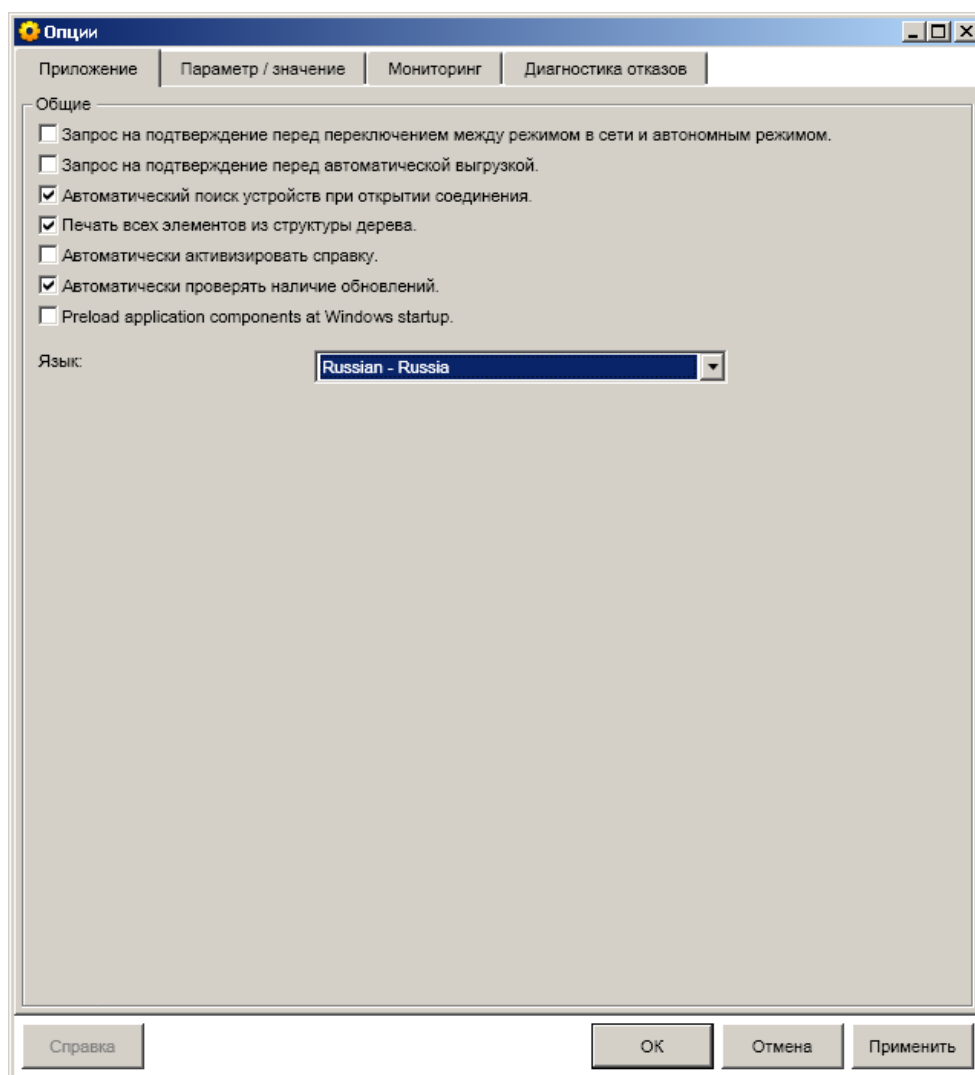 Опции
Приложение Параметр / значение Мониторинг Диагностика отказов
Общие
Запрос на подтверждение перед переключением между режимом в сети и автономным режимом.
Запрос на подтверждение перед автоматической выгрузкой.
Автоматический поиск устройств при открытии соединения.
Печать всех элементов из структуры дерева.
Автоматически активизировать справку.
Автоматически проверять наличие обновлений.
Preload application components at Windows startup.
Язык: Russian - Russia
Справка OK Отмена Применить